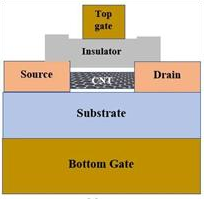 Top
gate
Insulator
Source
CNT
Drain
Substrate
Bottom Gate